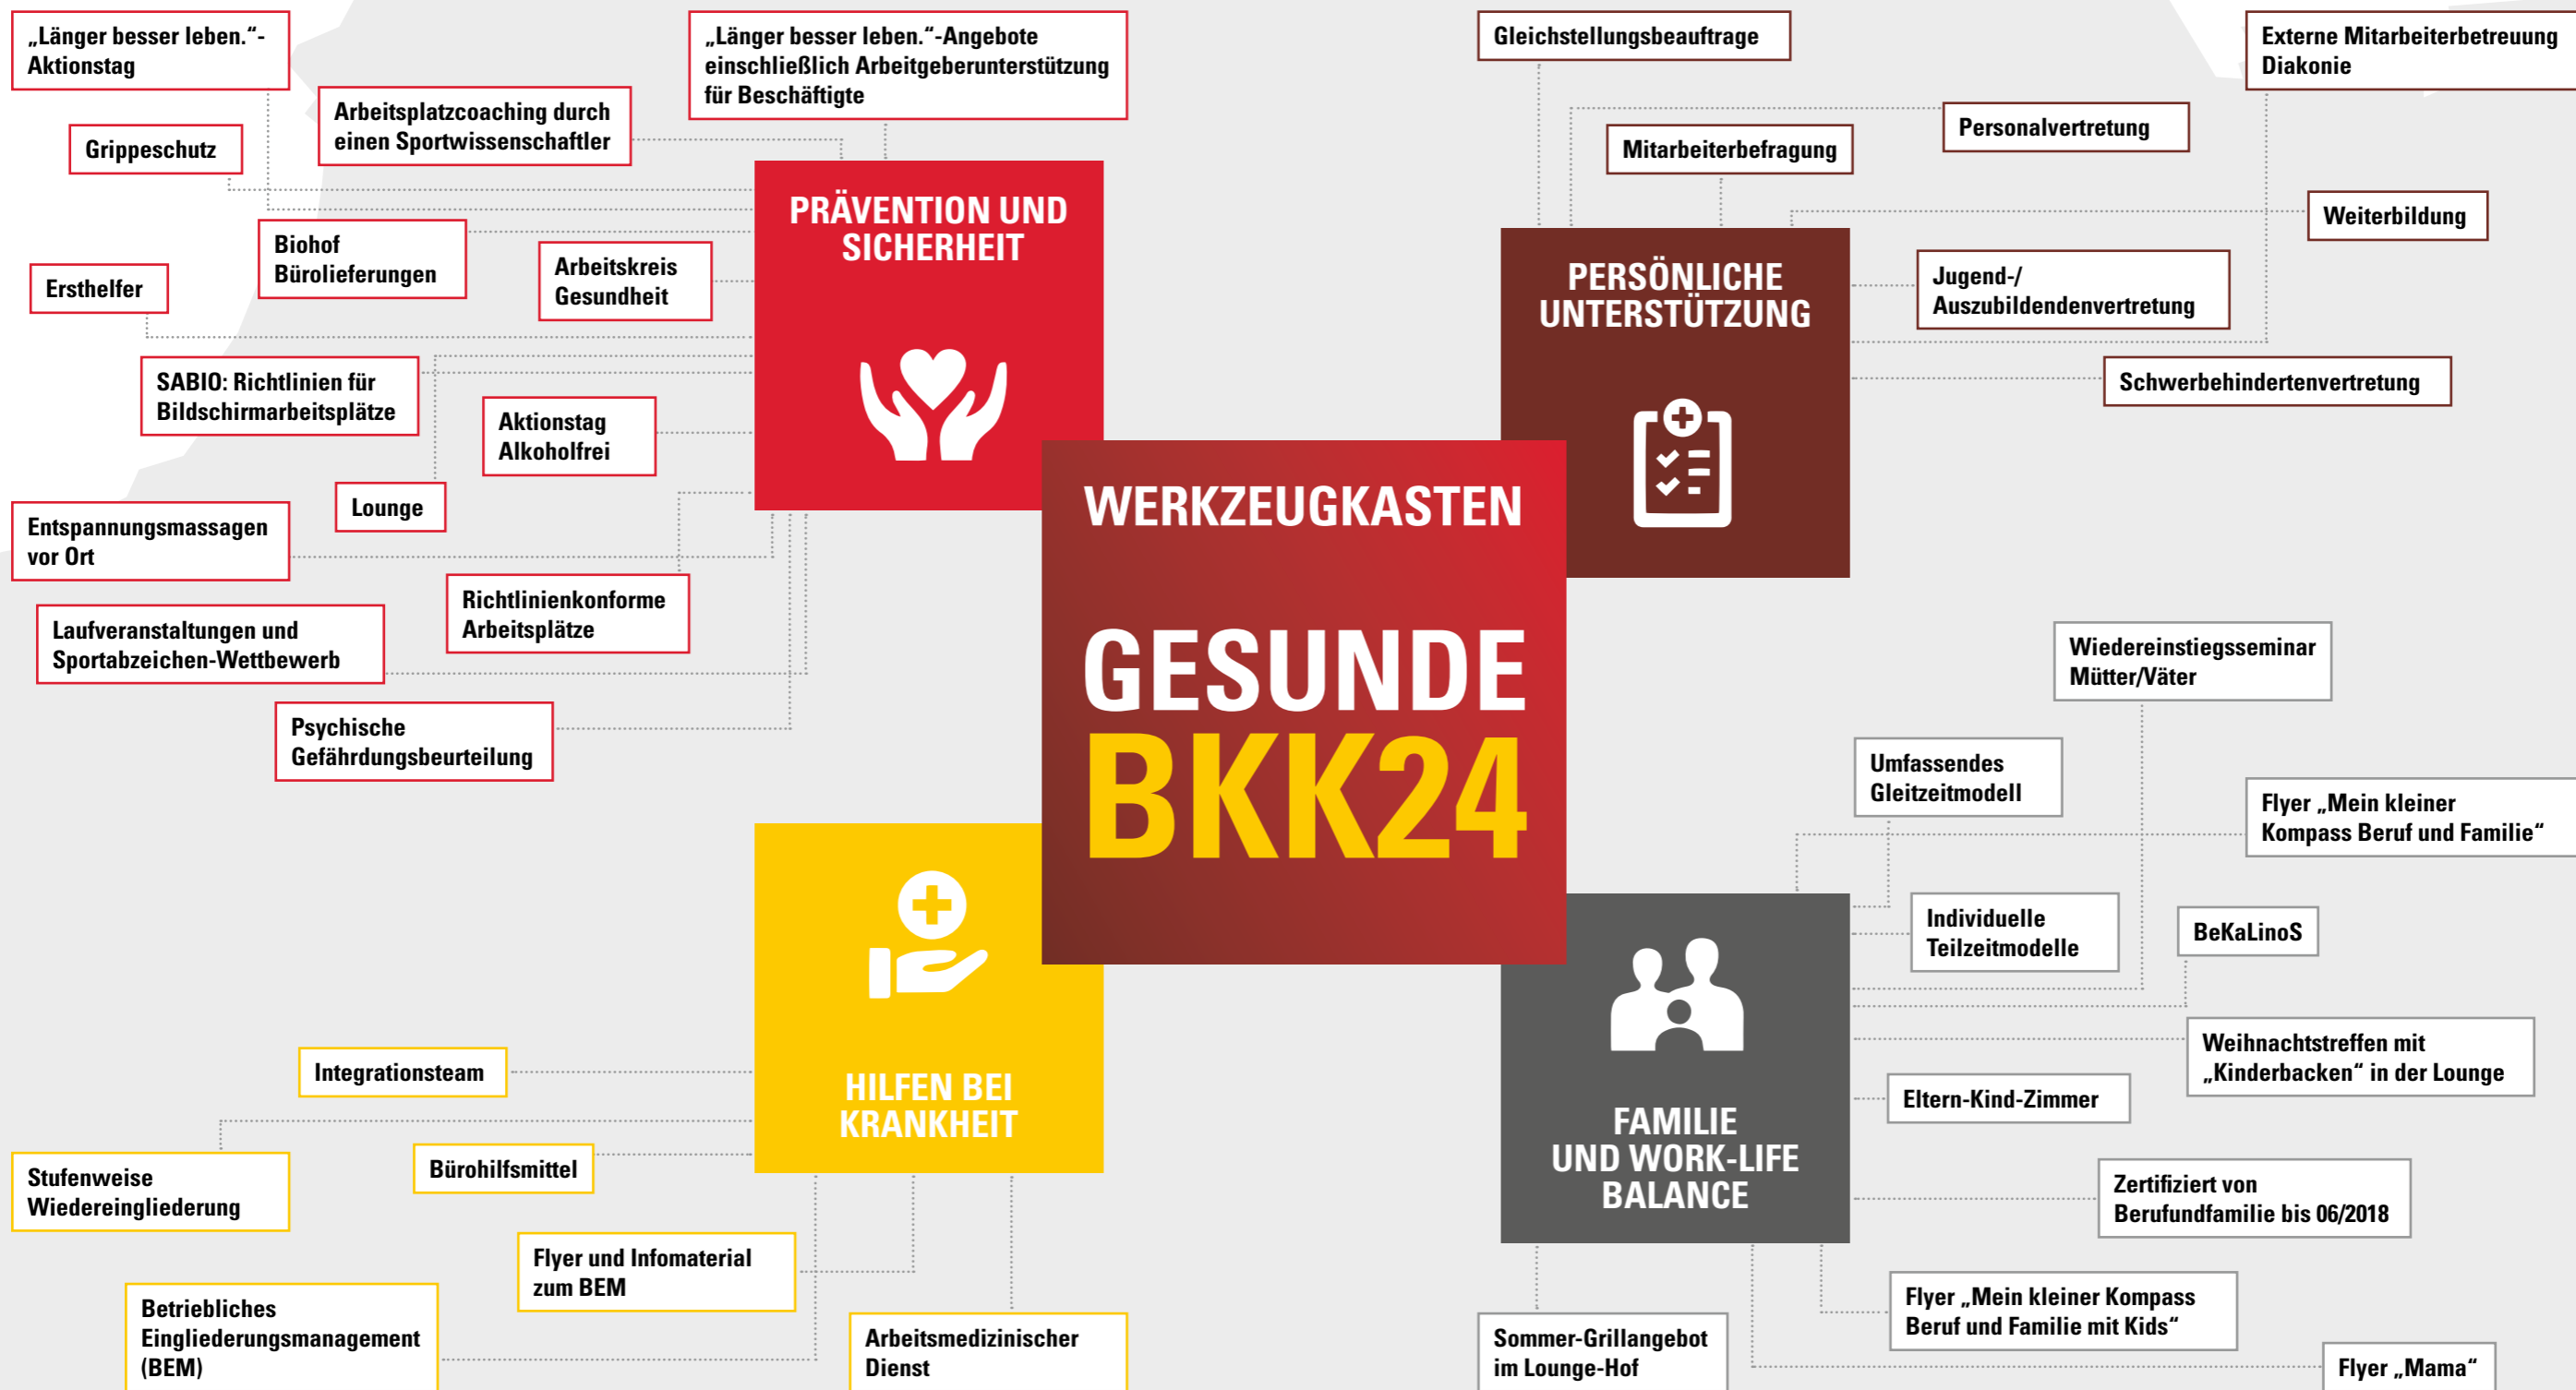 „Länger besser leben.“-
Aktionstag
„Länger besser leben.“-Angebote
einschließlich Arbeitgeberunterstützung
für Beschäftigte
Arbeitsplatzcoaching durch
einen Sportwissenschaftler
Grippeschutz
PRÄVENTION UND
SICHERHEIT
Biohof
Bürolieferungen
Arbeitskreis
Gesundheit
Ersthelfer
SABIO: Richtlinien für
Bildschirmarbeitsplätze
Aktionstag
Alkoholfrei
Lounge
Entspannungsmassagen
vor Ort
Richtlinienkonforme
Arbeitsplätze
Laufveranstaltungen und
Sportabzeichen-Wettbewerb
Psychische
Gefährdungsbeurteilung
Gleichstellungsbeauftrage
Externe Mitarbeiterbetreuung
Diakonie
Personalvertretung
Mitarbeiterbefragung
Weiterbildung
PERSÖNLICHE
UNTERSTÜTZUNG
Jugend-/
Auszubildendenvertretung
Schwerbehindertenvertretung
WERKZEUGKASTEN
GESUNDE
BKK24
HILFEN BEI
KRANKHEIT
Integrationsteam
Stufenweise
Wiedereingliederung
Bürohilfsmittel
Flyer und Infomaterial
zum BEM
Betriebliches
Eingliederungsmanagement
(BEM)
Arbeitsmedizinischer
Dienst
Wiedereinstiegsseminar
Mütter/Väter
Umfassendes
Gleitzeitmodell
Flyer „Mein kleiner
Kompass Beruf und Familie“
Individuelle
Teilzeitmodelle
BeKaLinoS
Weihnachtstreffen mit
„Kinderbacken“ in der Lounge
Eltern-Kind-Zimmer
FAMILIE
UND WORK-LIFE
BALANCE
Zertifiziert von
Berufundfamilie bis 06/2018
Flyer „Mein kleiner Kompass
Beruf und Familie mit Kids“
Sommer-Grillangebot
im Lounge-Hof
Flyer „Mama“